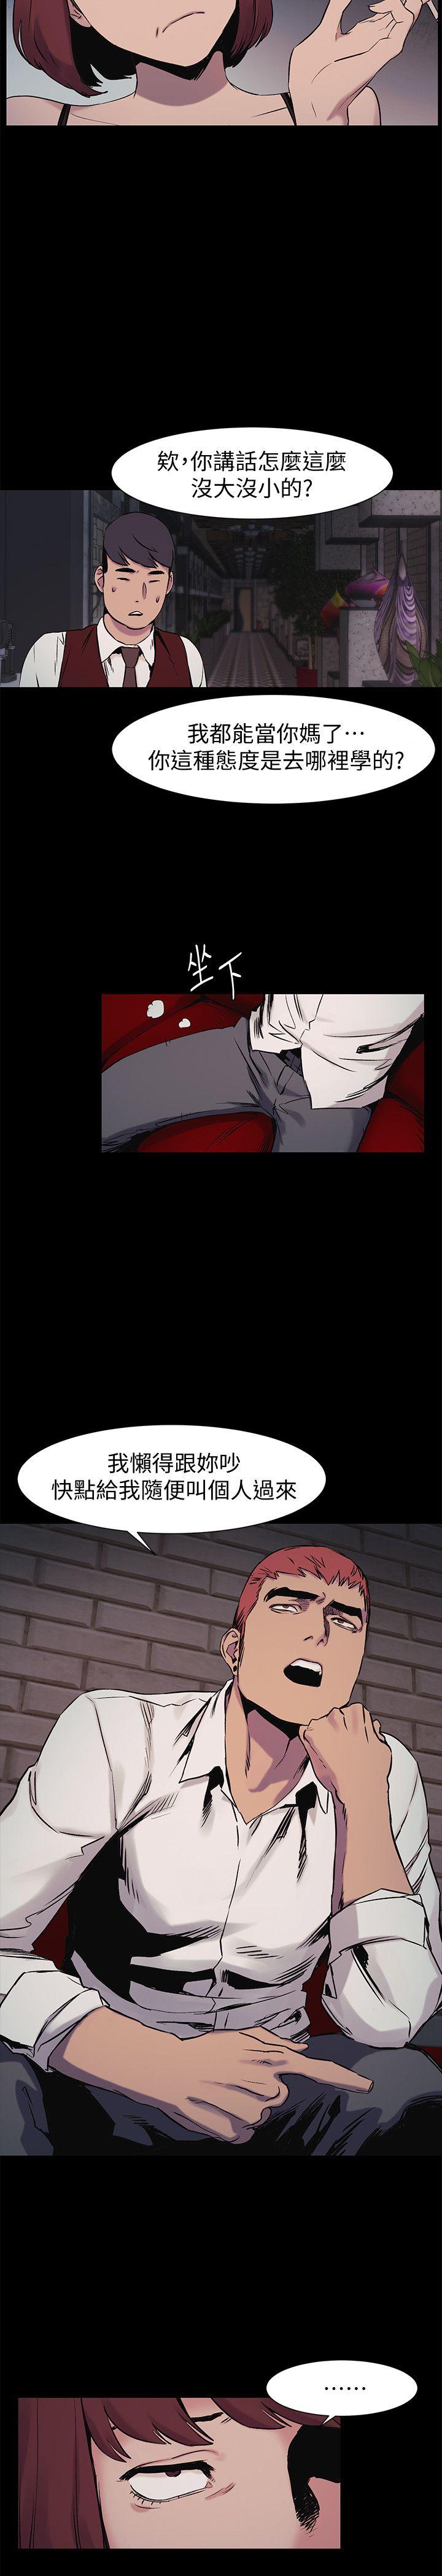 欸，你講話怎麼這麼
沒大沒小的?
我都能當你媽了⋯
你這種態度是去哪裡學的?
坐下
我懶得跟妳吵
快點給我隨便叫個人過來
⋯⋯